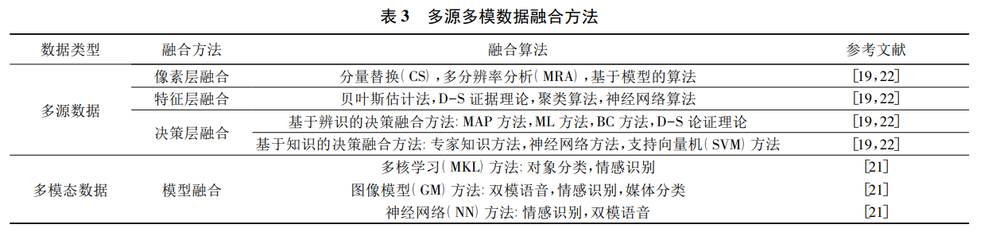 表 3 多源多模数据融合方法
数据类型 融合方法 融合算法 参考文献
多源数据 像素层融合 分量替换(CS),多分辨率分析(MRA),基于模型的算法 [19,22]
特征层融合 贝叶斯估计法,D-S 证据理论,聚类算法,神经网络算法 [19,22]
决策层融合 基于辨识的决策融合方法: MAP 方法,ML 方法,BC 方法,D-S 论证理论 [19,22]
基于知识的决策融合方法: 专家知识方法,神经网络方法,支持向量机(SVM) 方法 [19,22]
多模态数据 模型融合 多核学习(MKL) 方法: 对象分类,情感识别 [21]
图像模型(GM) 方法: 双模语音,情感识别,媒体分类 [21]
神经网络(NN) 方法: 情感识别,双模语音 [21]